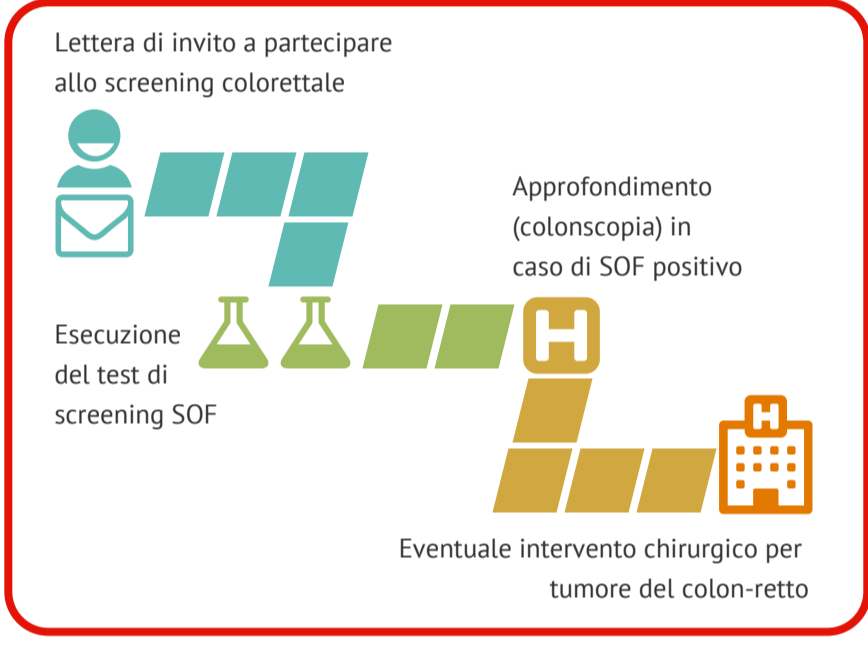 Lettera di invito a partecipare
allo screening colorettale
Approfondimento
(colonscopia) in
caso di SOF positivo
H
Esecuzione
del test di
screening SOF
H
Eventuale intervento chirurgico per
tumore del colon-retto